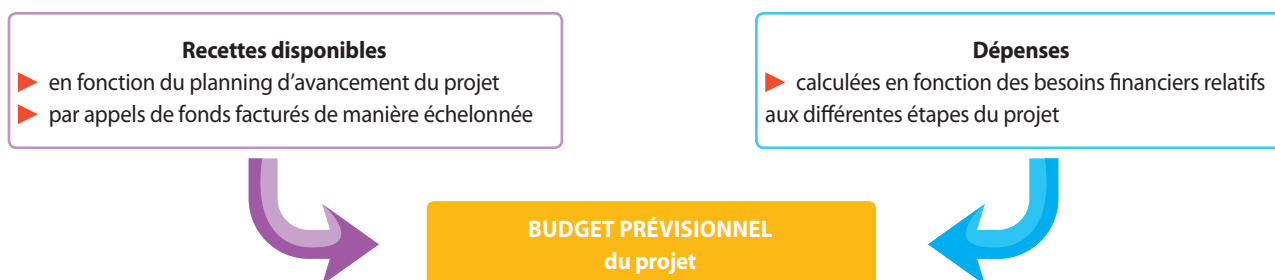 Recettes disponibles
▶ en fonction du planning d’avancement du projet
▶ par appels de fonds facturés de manière échelonnée
Dépenses
▶ calculées en fonction des besoins financiers relatifs
aux différentes étapes du projet
BUDGET PRÉVISIONNEL
du projet